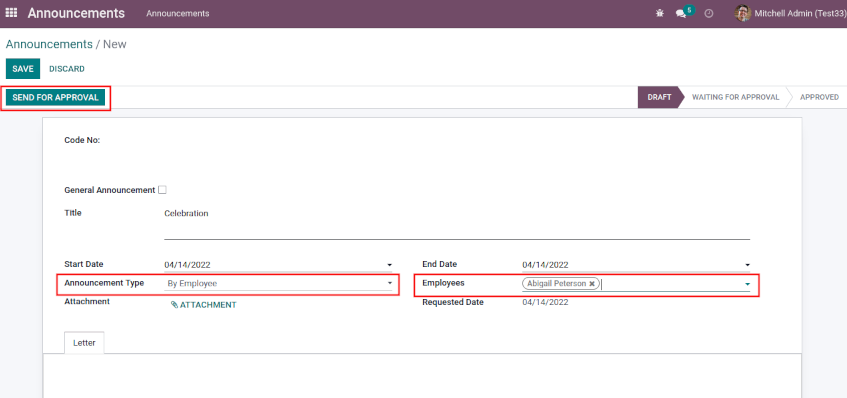 Announcements Announcements 5 Mitchell Admin (Test33)
Announcements / New
SAVE DISCARD
SEND FOR APPROVAL DRAFT WAITING FOR APPROVAL APPROVED
Code No:
General Announcement
Title Celebration
Start Date 04/14/2022 End Date 04/14/2022
Announcement Type By Employee Employees Abigail Peterson ×
Attachment ATTACHMENT Requested Date 04/14/2022
Letter